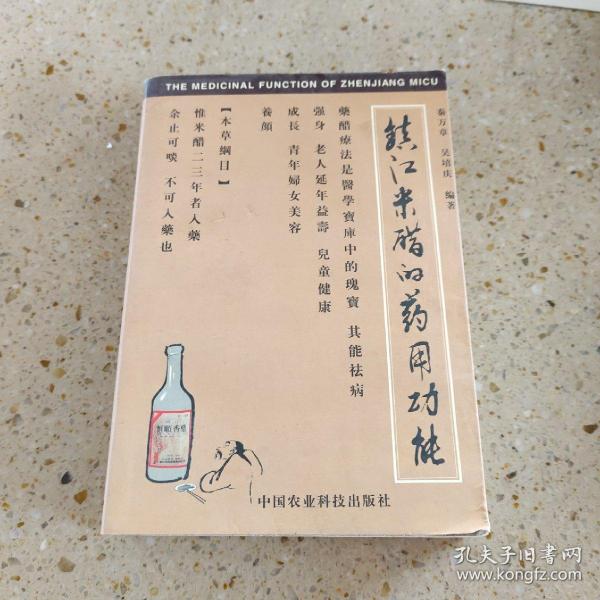 THE MEDICINAL FUNCTION OF ZHENJIANG MICU
秦万章 吴靖庆 编著
镇江米醋的药用功能
藥醋療法是醫學寶庫中的瑰寶 其能祛病
强身 老人延年益壽 兒童健康
成長 青年婦女美容
養顔
【本草綱目】
惟米醋二三年者入藥
余止可啖 不可入藥也
中国农业科技出版社
孔夫子旧书网
www.kongfz.com